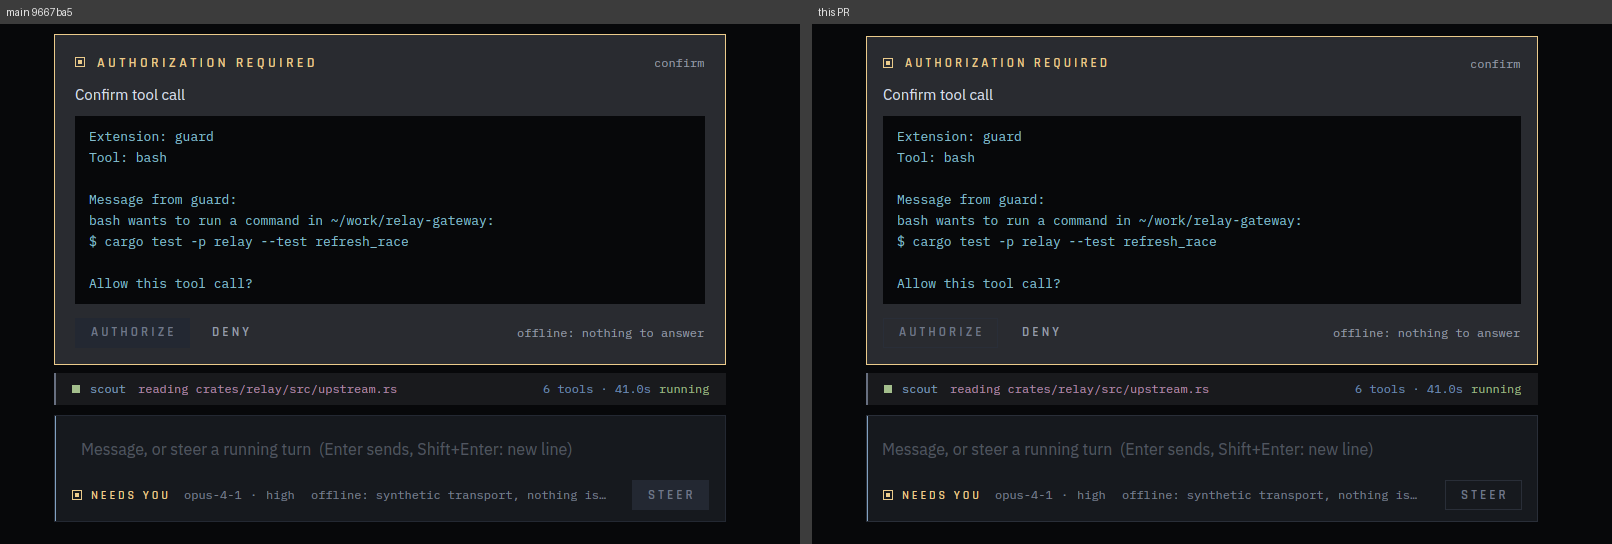 main 9667ba5
AUTHORIZATION REQUIRED confirm
Confirm tool call
Extension: guard
Tool: bash
Message from guard:
bash wants to run a command in ~/work/relay-gateway:
$ cargo test -p relay --test refresh_race
Allow this tool call?
AUTHORIZE DENY offline: nothing to answer
scout reading crates/relay/src/upstream.rs 6 tools · 41.0s running
Message, or steer a running turn (Enter sends, Shift+Enter: new line)
NEEDS YOU opus-4-1 · high offline: synthetic transport, nothing is… STEER
this PR
AUTHORIZATION REQUIRED confirm
Confirm tool call
Extension: guard
Tool: bash
Message from guard:
bash wants to run a command in ~/work/relay-gateway:
$ cargo test -p relay --test refresh_race
Allow this tool call?
AUTHORIZE DENY offline: nothing to answer
scout reading crates/relay/src/upstream.rs 6 tools · 41.0s running
Message, or steer a running turn (Enter sends, Shift+Enter: new line)
NEEDS YOU opus-4-1 · high offline: synthetic transport, nothing is… STEER